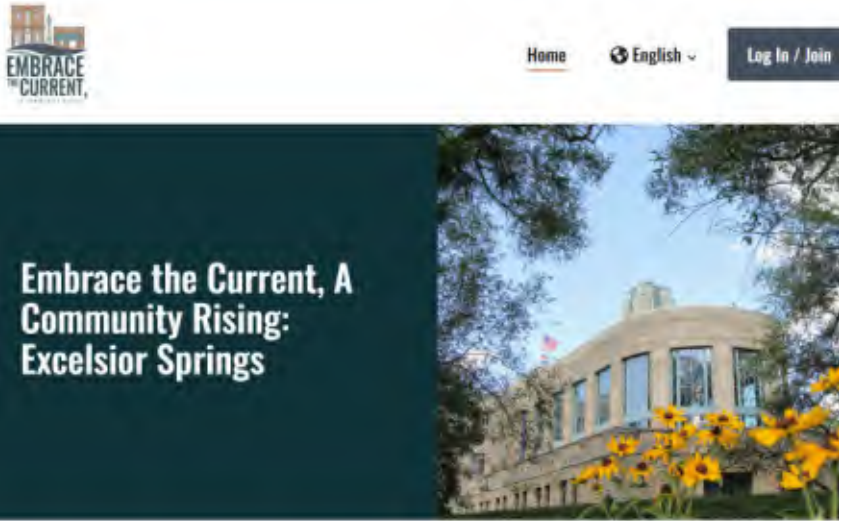 EMBRACE
THE CURRENT,
Home
English
Log In / Join
Embrace the Current, A
Community Rising:
Excelsior Springs